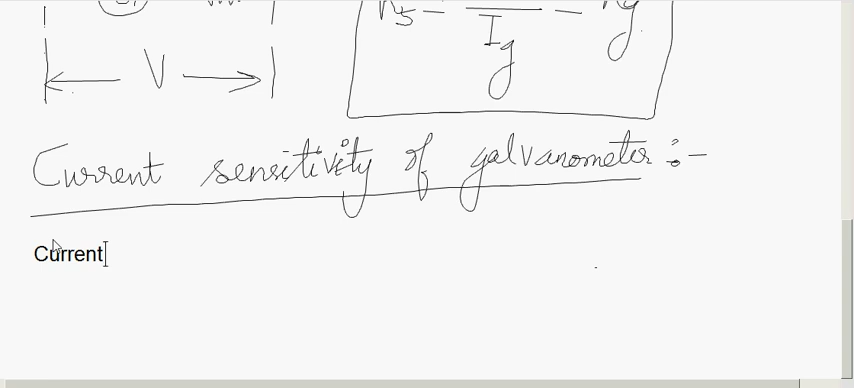 Ig
V
Current sensitivity of galvanometer :-
Current